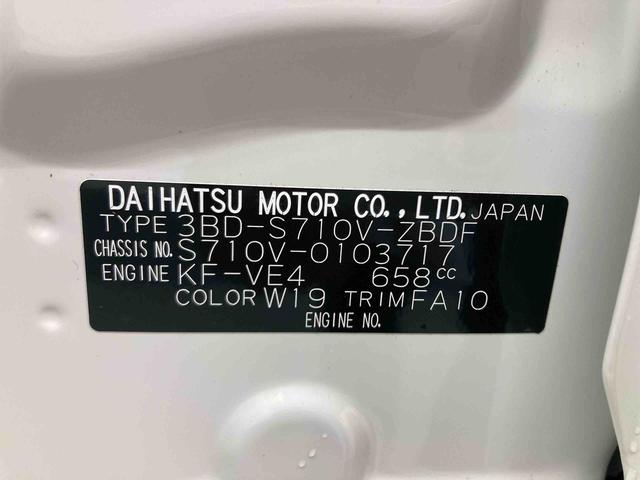 DAIHATSU MOTOR CO., LTD. JAPAN
TYPE 3BD-S710V-ZBDF
CHASSIS NO. S710V-0103717
ENGINE KF-VE4 658cc
COLOR W19 TRIM FA10
ENGINE NO.